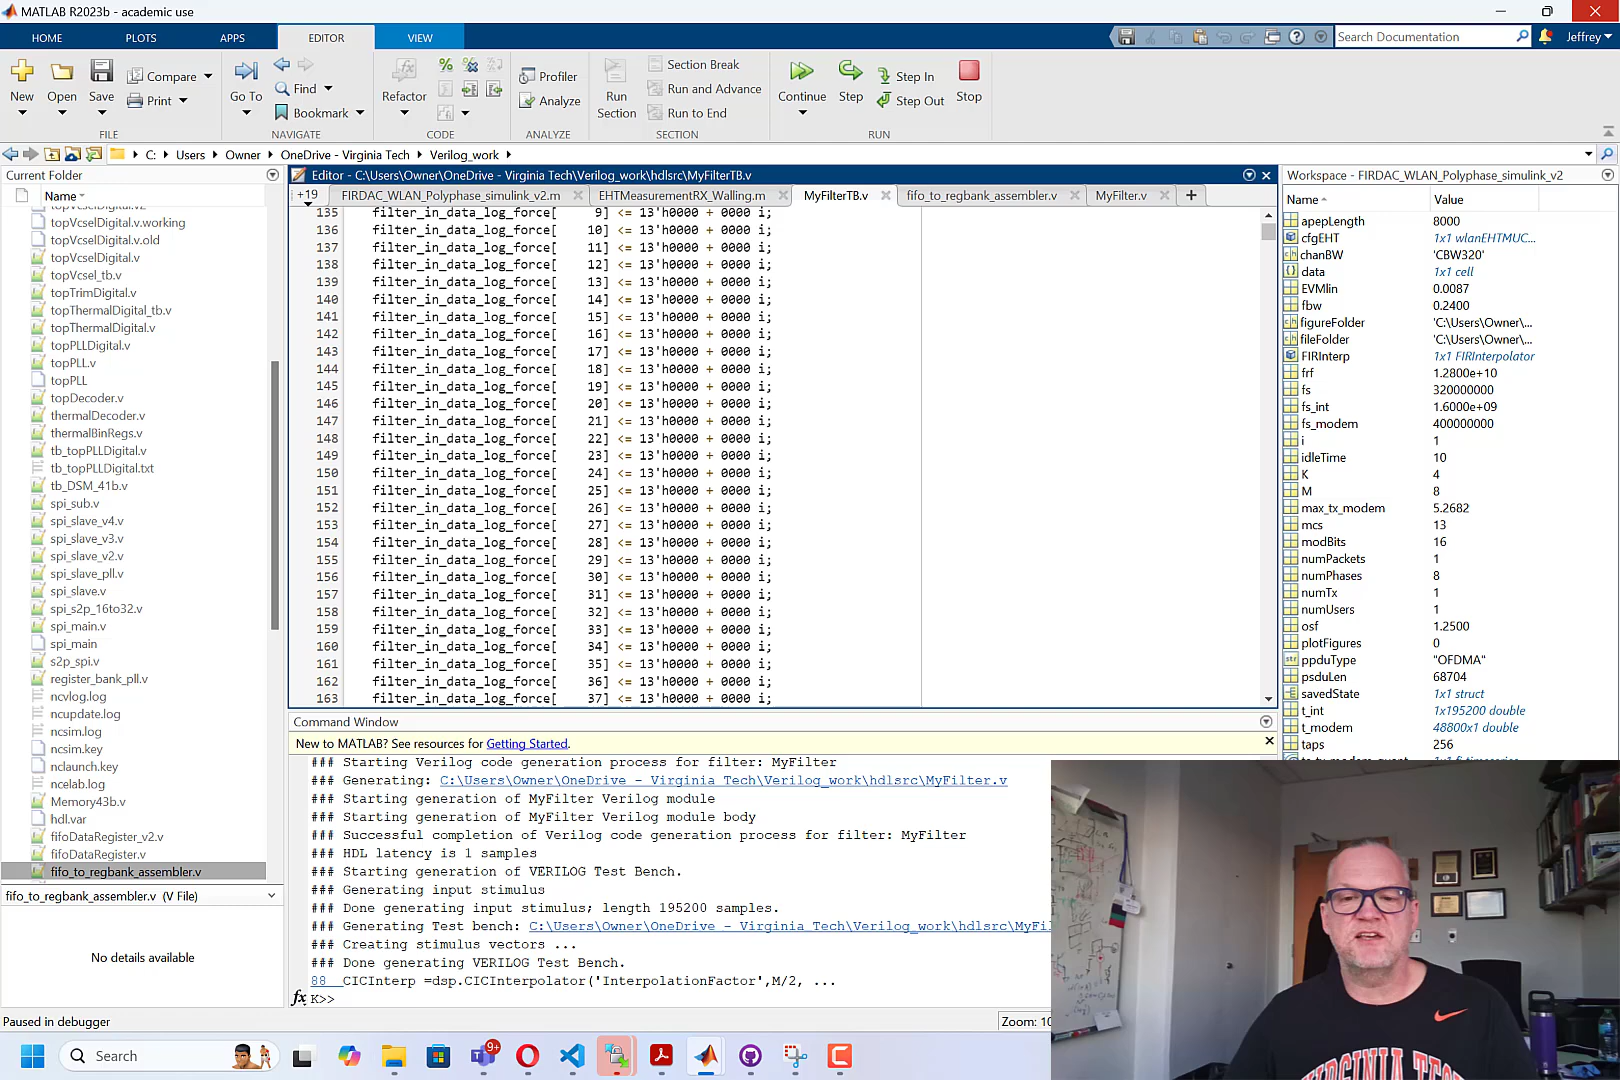 MATLAB R2023b - academic use
HOME PLOTS APPS EDITOR VIEW
Search Documentation
Jeffrey
New Open Save Compare Print
Go To Find Bookmark
Refactor
Profiler Analyze
Run Section
Section Break
Run and Advance
Run to End
Continue Step Step In Step Out Stop
FILE NAVIGATE CODE ANALYZE SECTION RUN
C: Users Owner OneDrive - Virginia Tech Verilog_work
Current Folder
Name
topVcselDigital.v2
topVcselDigital.v.working
topVcselDigital.v.old
topVcselDigital.v
topVcsel_tb.v
topTrimDigital.v
topThermalDigital_tb.v
topThermalDigital.v
topPLLDigital.v
topPLL.v
topPLL
topDecoder.v
thermalDecoder.v
thermalBinRegs.v
tb_topPLLDigital.v
tb_topPLLDigital.txt
tb_DSM_41b.v
spi_sub.v
spi_slave_v4.v
spi_slave_v3.v
spi_slave_v2.v
spi_slave_pll.v
spi_slave.v
spi_s2p_16to32.v
spi_main.v
spi_main
s2p_spi.v
register_bank_pll.v
ncvlog.log
ncupdate.log
ncsim.log
ncsim.key
nclaunch.key
ncelab.log
Memory43b.v
hdl.var
fifoDataRegister_v2.v
fifoDataRegister.v
fifo_to_regbank_assembler.v
fifo_to_regbank_assembler.v (V File)
No details available
Paused in debugger
Editor - C:\Users\Owner\OneDrive - Virginia Tech\Verilog_work\hdlsrc\MyFilterTB.v
+19 FIRDAC_WLAN_Polyphase_simulink_v2.m EHTMeasurementRX_Walling.m MyFilterTB.v fifo_to_regbank_assembler.v MyFilter.v
135 filter_in_data_log_force[ 9] <= 13'h0000 + 0000 i;
136 filter_in_data_log_force[ 10] <= 13'h0000 + 0000 i;
137 filter_in_data_log_force[ 11] <= 13'h0000 + 0000 i;
138 filter_in_data_log_force[ 12] <= 13'h0000 + 0000 i;
139 filter_in_data_log_force[ 13] <= 13'h0000 + 0000 i;
140 filter_in_data_log_force[ 14] <= 13'h0000 + 0000 i;
141 filter_in_data_log_force[ 15] <= 13'h0000 + 0000 i;
142 filter_in_data_log_force[ 16] <= 13'h0000 + 0000 i;
143 filter_in_data_log_force[ 17] <= 13'h0000 + 0000 i;
144 filter_in_data_log_force[ 18] <= 13'h0000 + 0000 i;
145 filter_in_data_log_force[ 19] <= 13'h0000 + 0000 i;
146 filter_in_data_log_force[ 20] <= 13'h0000 + 0000 i;
147 filter_in_data_log_force[ 21] <= 13'h0000 + 0000 i;
148 filter_in_data_log_force[ 22] <= 13'h0000 + 0000 i;
149 filter_in_data_log_force[ 23] <= 13'h0000 + 0000 i;
150 filter_in_data_log_force[ 24] <= 13'h0000 + 0000 i;
151 filter_in_data_log_force[ 25] <= 13'h0000 + 0000 i;
152 filter_in_data_log_force[ 26] <= 13'h0000 + 0000 i;
153 filter_in_data_log_force[ 27] <= 13'h0000 + 0000 i;
154 filter_in_data_log_force[ 28] <= 13'h0000 + 0000 i;
155 filter_in_data_log_force[ 29] <= 13'h0000 + 0000 i;
156 filter_in_data_log_force[ 30] <= 13'h0000 + 0000 i;
157 filter_in_data_log_force[ 31] <= 13'h0000 + 0000 i;
158 filter_in_data_log_force[ 32] <= 13'h0000 + 0000 i;
159 filter_in_data_log_force[ 33] <= 13'h0000 + 0000 i;
160 filter_in_data_log_force[ 34] <= 13'h0000 + 0000 i;
161 filter_in_data_log_force[ 35] <= 13'h0000 + 0000 i;
162 filter_in_data_log_force[ 36] <= 13'h0000 + 0000 i;
163 filter_in_data_log_force[ 37] <= 13'h0000 + 0000 i;
Command Window
New to MATLAB? See resources for Getting Started.
### Starting Verilog code generation process for filter: MyFilter
### Generating: C:\Users\Owner\OneDrive - Virginia Tech\Verilog_work\hdlsrc\MyFilter.v
### Starting generation of MyFilter Verilog module
### Starting generation of MyFilter Verilog module body
### Successful completion of Verilog code generation process for filter: MyFilter
### HDL latency is 1 samples
### Starting generation of VERILOG Test Bench.
### Generating input stimulus
### Done generating input stimulus; length 195200 samples.
### Generating Test bench: C:\Users\Owner\OneDrive - Virginia Tech\Verilog_work\hdlsrc\MyFil
### Creating stimulus vectors ...
### Done generating VERILOG Test Bench.
88 CICInterp =dsp.CICInterpolator('InterpolationFactor',M/2, ...
fx K>>
Zoom: 10
Workspace - FIRDAC_WLAN_Polyphase_simulink_v2
Name Value
apepLength 8000
cfgEHT 1x1 wlanEHTMUC...
chanBW 'CBW320'
data 1x1 cell
EVMlin 0.0087
fbw 0.2400
figureFolder 'C:\Users\Owner\...
fileFolder 'C:\Users\Owner\...
FIRInterp 1x1 FIRInterpolator
frf 1.2800e+10
fs 320000000
fs_int 1.6000e+09
fs_modem 400000000
i 1
idleTime 10
K 4
M 8
max_tx_modem 5.2682
mcs 13
modBits 16
numPackets 1
numPhases 8
numTx 1
numUsers 1
osf 1.2500
plotFigures 0
ppduType "OFDMA"
psduLen 68704
savedState 1x1 struct
t_int 1x195200 double
t_modem 48800x1 double
taps 256
VIRGINIA TECH
Search
9+